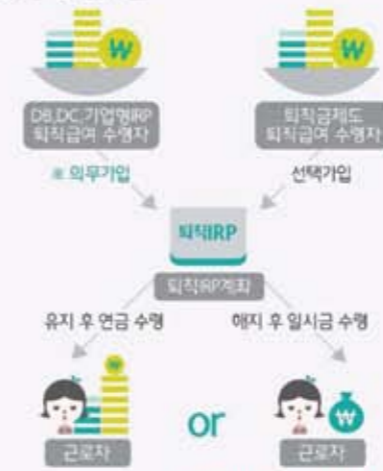 DB,DC,기업형IRP
퇴직급여 수령자
퇴직금제도
퇴직급여 수령자
※ 의무가입
선택가입
퇴직IRP
퇴직IRP계좌
유지 후 연금 수령
해지 후 일시금 수령
or
근로자
근로자